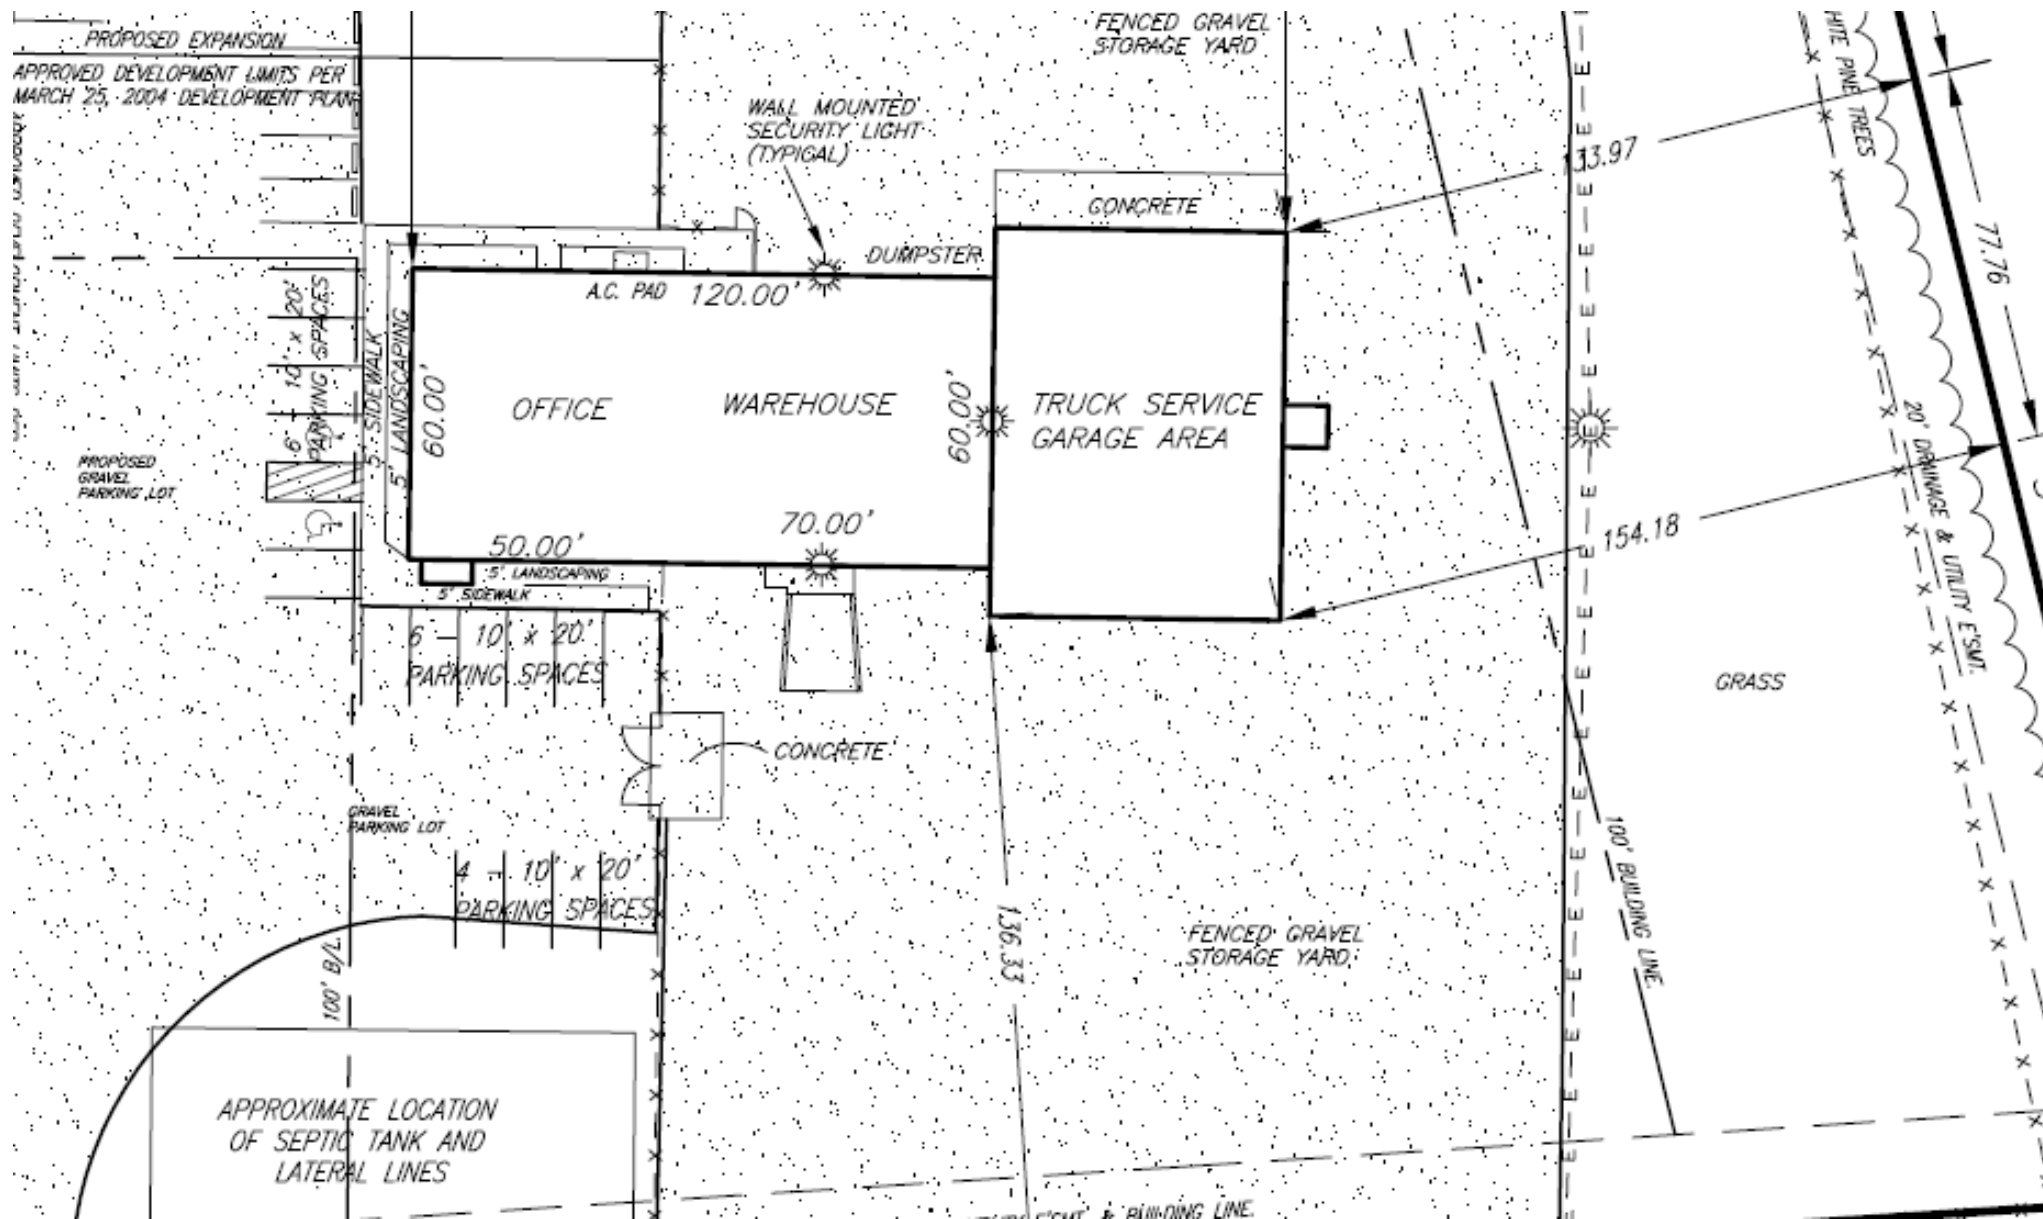 PROPOSED EXPANSION
APPROVED DEVELOPMENT LIMITS PER
MARCH 25, 2004 DEVELOPMENT PLAN
FENCED GRAVEL
STORAGE YARD
WALL MOUNTED
SECURITY LIGHT
(TYPICAL)
PINE TREES
33.97
77.76
CONCRETE
DUMPSTER
A.C. PAD
120.00'
6 - 10' x 20'
PARKING SPACES
5' SIDEWALK
5' LANDSCAPING
60.00'
OFFICE
WAREHOUSE
60.00'
TRUCK SERVICE
GARAGE AREA
PROPOSED
GRAVEL
PARKING LOT
20' DRAINAGE & UTILITY E'SMT.
154.18
50.00'
70.00'
5' LANDSCAPING
5' SIDEWALK
6 - 10' x 20'
PARKING SPACES
GRASS
CONCRETE
GRAVEL
PARKING LOT
4 - 10' x 20'
PARKING SPACES
100' BUILDING LINE
136.33
FENCED GRAVEL
STORAGE YARD
100' B/L
APPROXIMATE LOCATION
OF SEPTIC TANK AND
LATERAL LINES
E'SMT. & BUILDING LINE